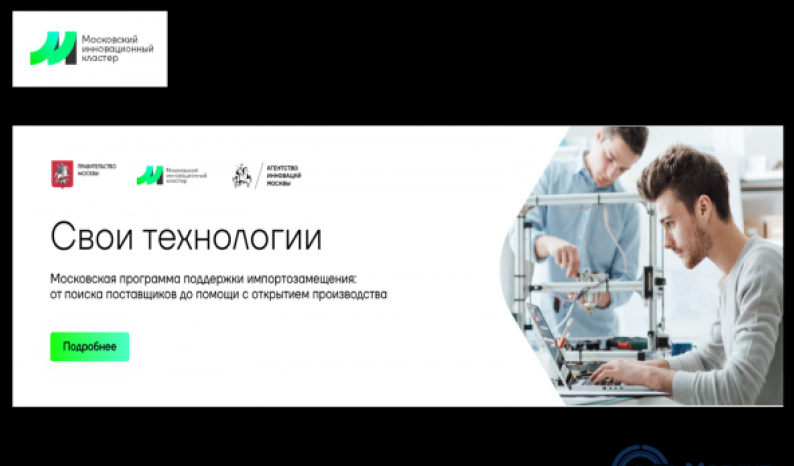 Московский
инновационный
кластер
ПРАВИТЕЛЬСТВО
МОСКВЫ
Московский
инновационный
кластер
АГЕНТСТВО
ИННОВАЦИЙ
МОСКВЫ
Свои технологии
Московская программа поддержки импортозамещения:
от поиска поставщиков до помощи с открытием производства
Подробнее